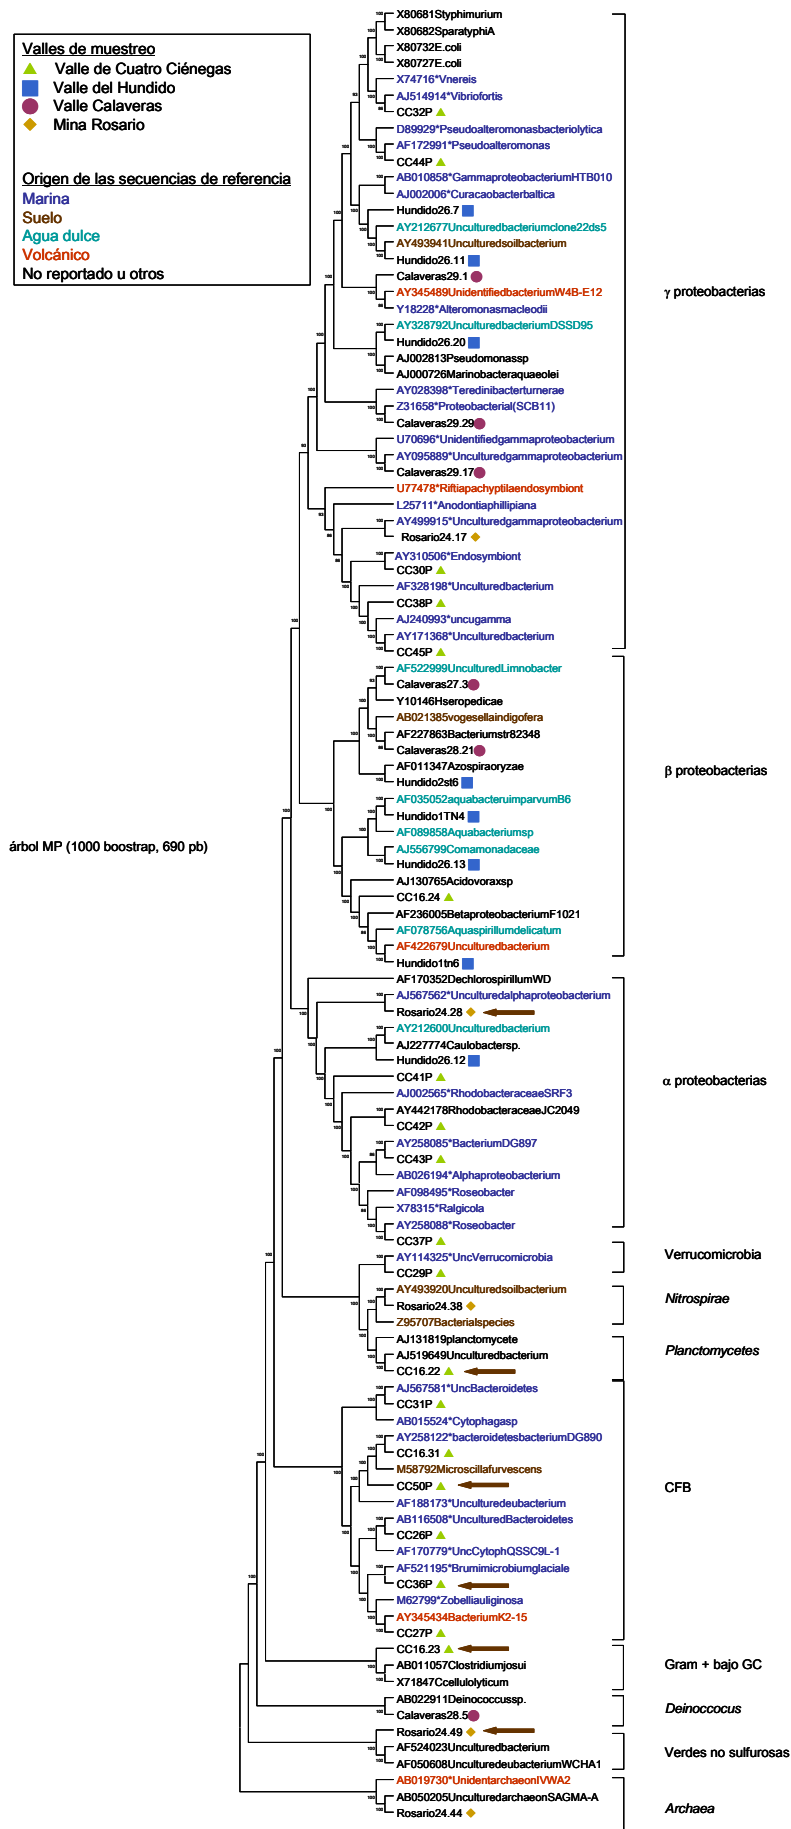 X80681Styphimurium
X80682SparatyphiA
X80732E.coli
X80727E.coli
X74716*Vnereis
AJ514914*Vibriofortis
CC32P
D89929*Pseudoalteromonasbacteriolytica
AF172991*Pseudoalteromonas
CC44P
AB010858*GammaproteobacteriumHTB010
AJ002006*Curacaobacterbaltica
Hundido26.7
AY212677Unculturedbacteriumclone22ds5
AY493941Unculturedsoilbacterium
Hundido26.11
Calaveras29.1
AY345489UnidentifiedbacteriumW4B-E12
Y18228*Alteromonasmacleodii
AY328792UnculturedbacteriumDSSD95
Hundido26.20
AJ002813Pseudomonassp
AJ000726Marinobacteraquaeolei
AY028398*Teredinibacterturnerae
Z31658*Proteobacterial(SCB11)
Calaveras29.29
U70696*Unidentifiedgammaproteobacterium
AY095889*Unculturedgammaproteobacterium
Calaveras29.17
U77478*Riftiapachyptilaendosymbiont
L25711*Anodontiaphillipiana
AY499915*Unculturedgammaproteobacterium
Rosario24.17
AY310506*Endosymbiont
CC30P
AF328198*Unculturedbacterium
CC38P
AJ240993*uncugamma
AY171368*Unculturedbacterium
CC45P
γ proteobacterias
Valles de muestreo
Valle de Cuatro Ciénegas
Valle del Hundido
Valle Calaveras
Mina Rosario
Origen de las secuencias de referencia
Marina
Suelo
Agua dulce
Volcánico
No reportado u otros
AF522999UnculturedLimnobacter
Calaveras27.3
Y10146Hseropedicae
AB021385vogesellaindigofera
AF227863Bacteriumstr82348
Calaveras28.21
AF011347Azospiraoryzae
Hundido2st6
AF035052aquabacteruimparvumB6
Hundido1TN4
AF089858Aquabacteriumsp
AJ556799Comamonadaceae
Hundido26.13
AJ130765Acidovoraxsp
CC16.24
AF236005BetaproteobacteriumF1021
AF078756Aquaspirillumdelicatum
AF422679Unculturedbacterium
Hundido1tn6
β proteobacterias
árbol MP (1000 boostrap, 690 pb)
AF170352DechlorospirillumWD
AJ567562*Unculturedalphaproteobacterium
Rosario24.28
AY212600Unculturedbacterium
AJ227774Caulobactersp.
Hundido26.12
CC41P
AJ002565*RhodobacteraceaeSRF3
AY442178RhodobacteraceaeJC2049
CC42P
AY258085*BacteriumDG897
CC43P
AB026194*Alphaproteobacterium
AF098495*Roseobacter
X78315*Ralgicola
AY258088*Roseobacter
CC37P
α proteobacterias
AY114325*UncVerrucomicrobia
CC29P
Verrucomicrobia
AY493920Unculturedsoilbacterium
Rosario24.38
Z95707Bacterialspecies
Nitrospirae
AJ131819planctomycete
AJ519649Unculturedbacterium
CC16.22
Planctomycetes
AJ567581*UncBacteroidetes
CC31P
AB015524*Cytophagasp
AY258122*bacteroidetesbacteriumDG890
CC16.31
M58792Microscillafurvescens
CC50P
AF188173*Unculturedeubacterium
AB116508*UnculturedBacteroidetes
CC26P
AF170779*UncCytophQSSC9L-1
AF521195*Brumimicrobiumglaciale
CC36P
M62799*Zobelliauliginosa
AY345434BacteriumK2-15
CC27P
CFB
CC16.23
AB011057Clostridiumjosui
X71847Ccellulolyticum
Gram + bajo GC
AB022911Deinococcussp.
Calaveras28.5
Deinoccocus
Rosario24.49
AF524023Uncultured​bacterium
AF050608UnculturedeubacteriumWCHA1
Verdes no sulfurosas
AB019730*UnidentarchaeonIVWA2
AB050205UnculturedarchaeonSAGMA-A
Rosario24.44
Archaea